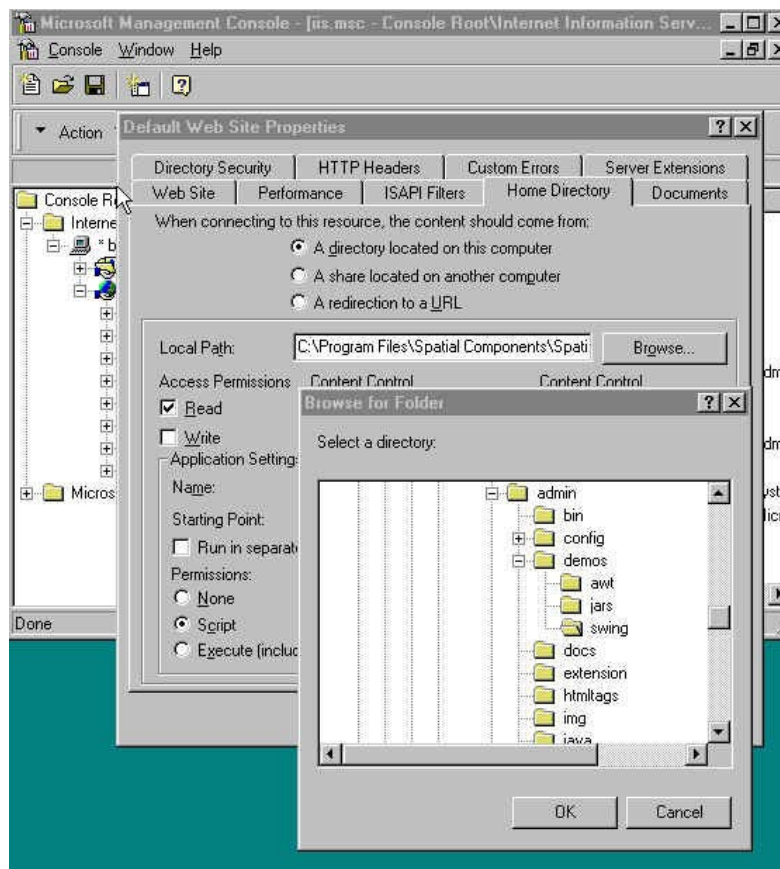 Microsoft Management Console - [iis.msc - Console Root\Internet Information Serv...
Console Window Help
Action
Default Web Site Properties
Directory Security HTTP Headers Custom Errors Server Extensions
Web Site Performance ISAPI Filters Home Directory Documents
When connecting to this resource, the content should come from:
A directory located on this computer
A share located on another computer
A redirection to a URL
Local Path: C:\Program Files\Spatial Components\Spati Browse...
Access Permissions Content Control Content Control
Read
Write
Application Setting
Name:
Starting Point:
Run in separat
Permissions:
None
Script
Execute (includ
Console R
Interne
* b
Micros
Done
Browse for Folder
Select a directory:
admin
bin
config
demos
awt
jars
swing
docs
extension
htmltags
img
java
OK Cancel